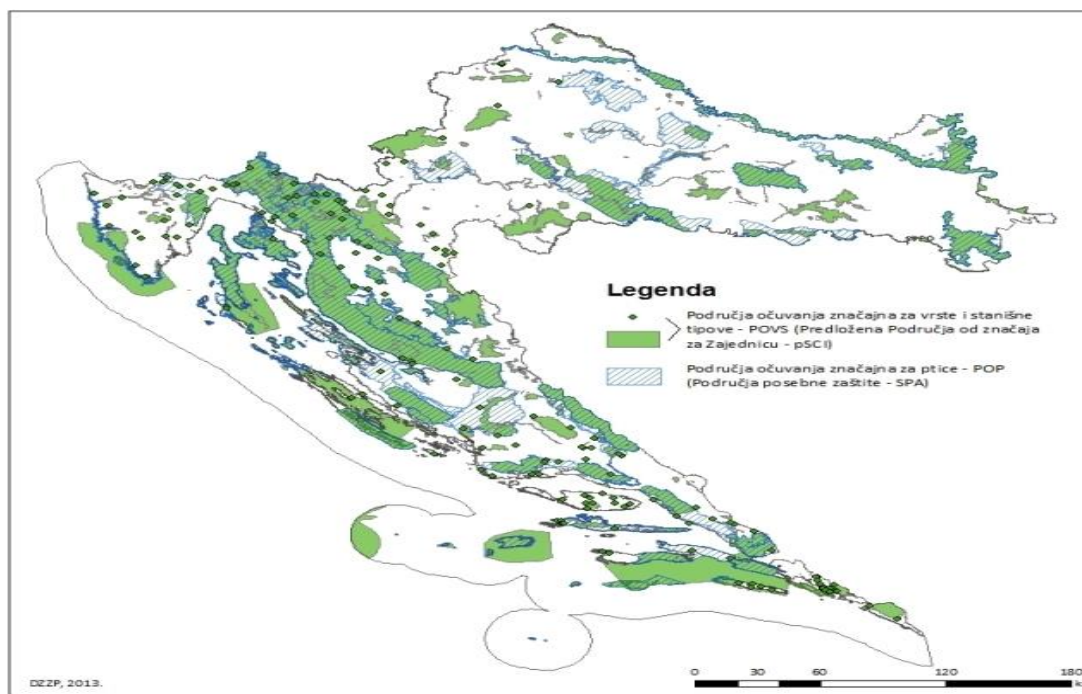 Legenda
Područja očuvanja značajna za vrste i stanišne
tipove - POVS (Predložena Područja od značaja
za Zajednicu - pSCI)
Područja očuvanja značajna za ptice - POP
(Područja posebne zaštite - SPA)
DZZP, 2013.
0 30 60 120 180
k